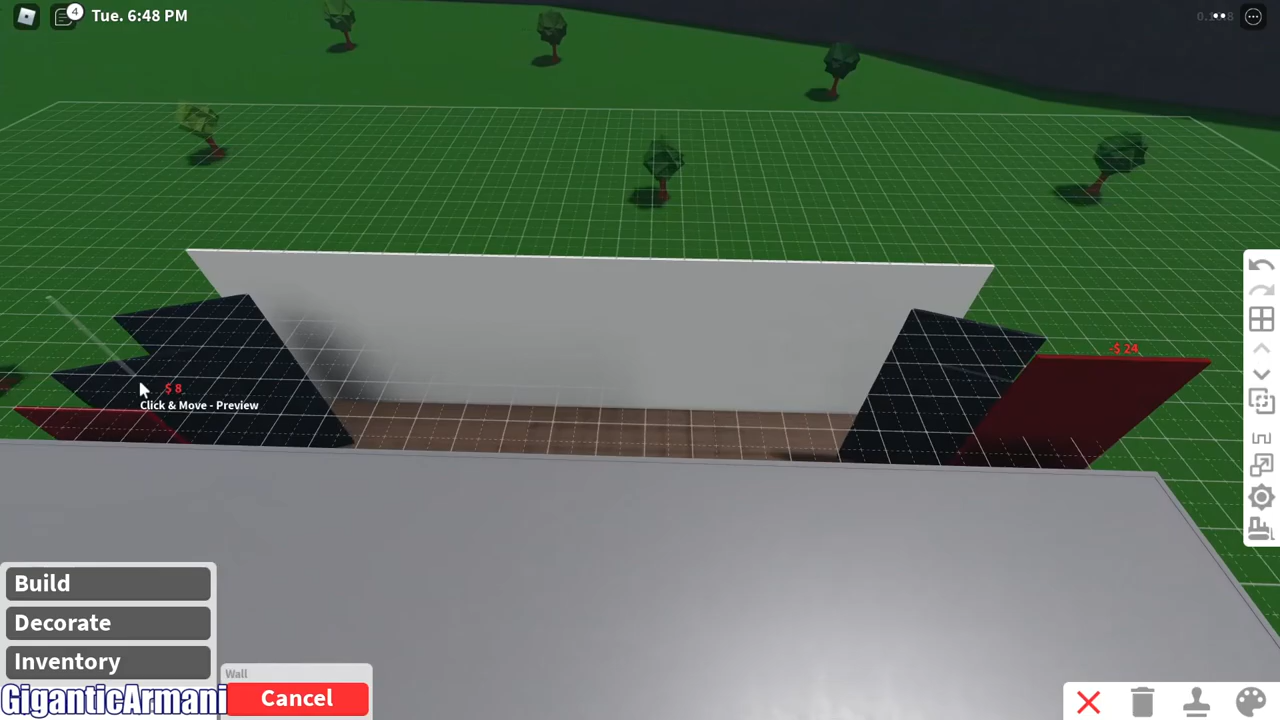 4
Tue. 6:48 PM
-$ 24
$ 8
Click & Move - Preview
Build
Decorate
Inventory
Wall
Cancel
GiganticArmani